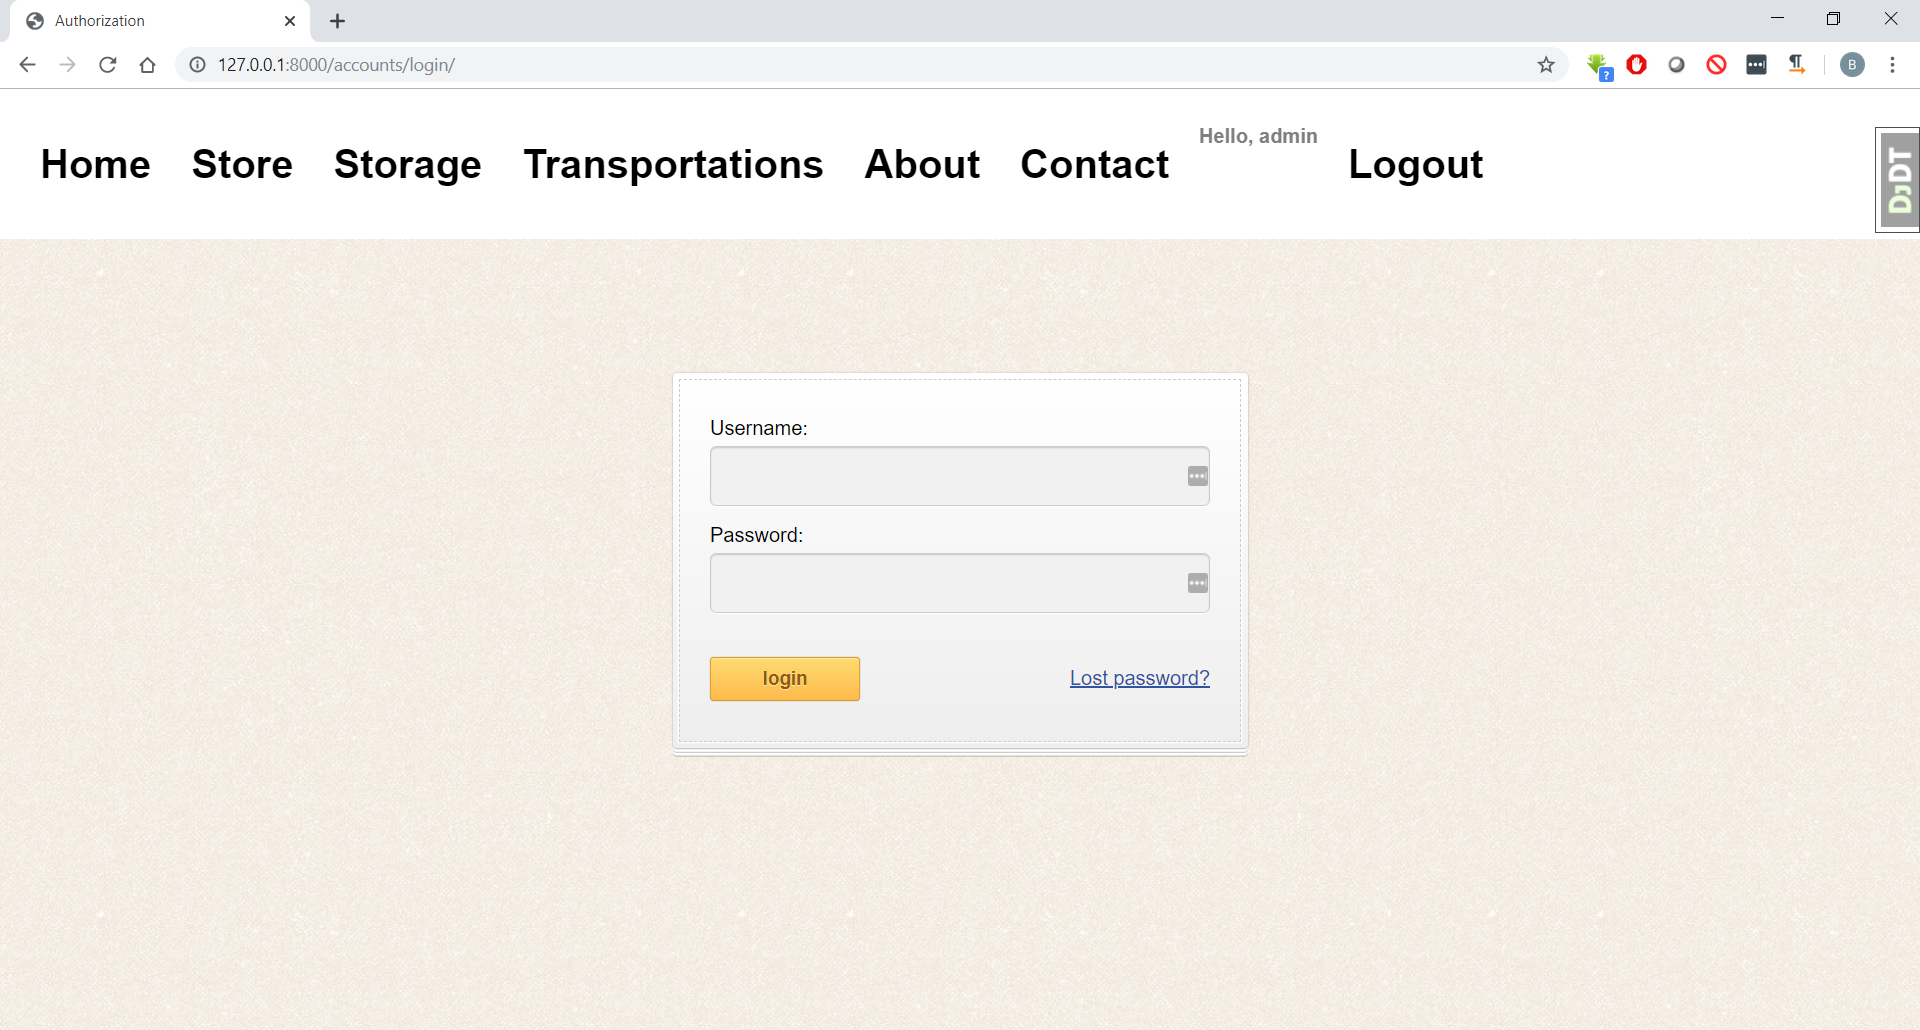 Authorization
127.0.0.1:8000/accounts/login/
?
B
Home Store Storage Transportations About Contact Hello, admin Logout
DJDT
Username:
Password:
login Lost password?